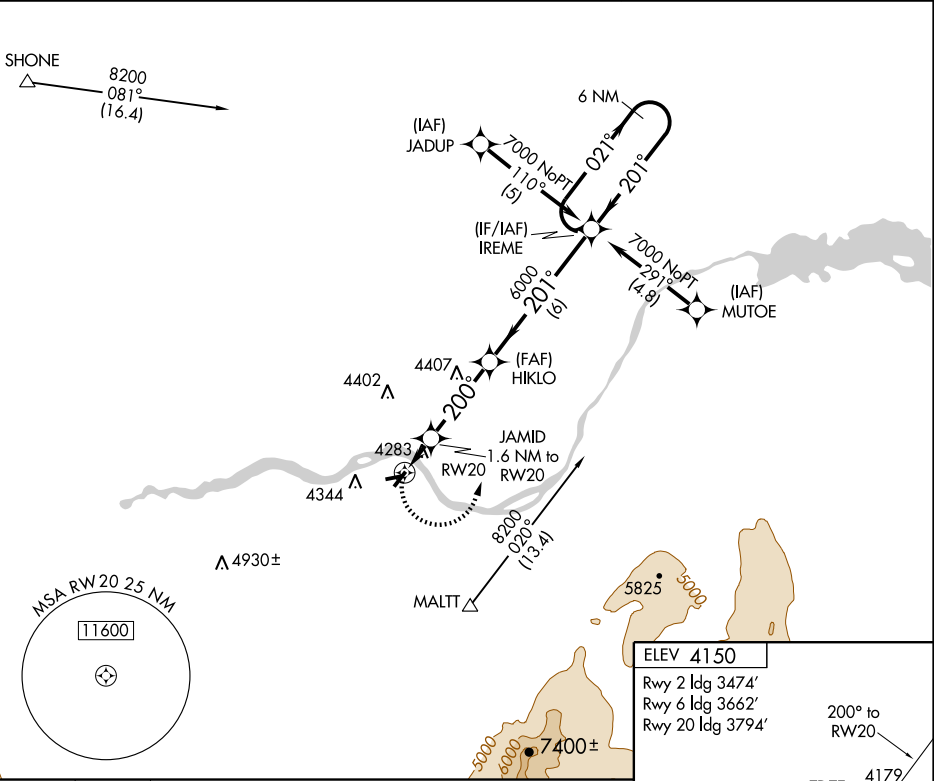 SHONE
8200
081°
(16.4)
6 NM
(IAF)
JADUP
7000 NoPT
110°
(5)
021°
201°
(IF/IAF)
IREME
7000 NoPT
291°
(4.8)
(IAF)
MUTOE
6000
201°
(6)
(FAF)
HIKLO
4407
4402
200°
JAMID
1.6 NM to
RW20
4283
RW20
4344
8200
020°
(13.4)
4930±
MALTT
MSA RW20 25 NM
11600
5825
5000
5000
6000
7400±
ELEV 4150
Rwy 2 ldg 3474'
Rwy 6 ldg 3662'
Rwy 20 ldg 3794'
200° to
RW20
4179